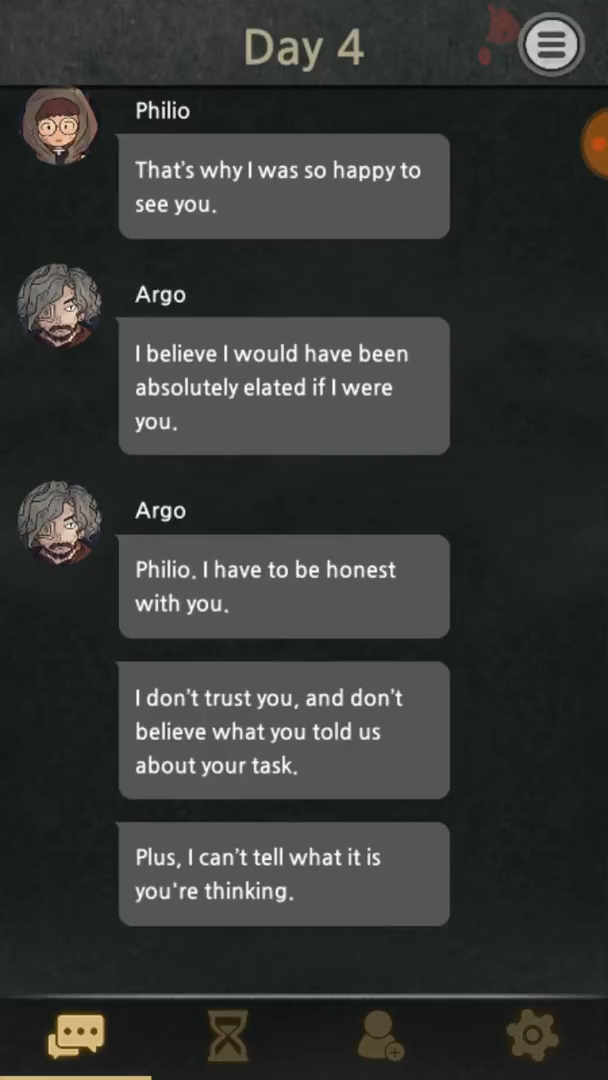 Day 4
Philio
That's why I was so happy to
see you.
Argo
I believe I would have been
absolutely elated if I were
you.
Argo
Philio. I have to be honest
with you.
I don't trust you, and don't
believe what you told us
about your task.
Plus, I can't tell what it is
you're thinking.